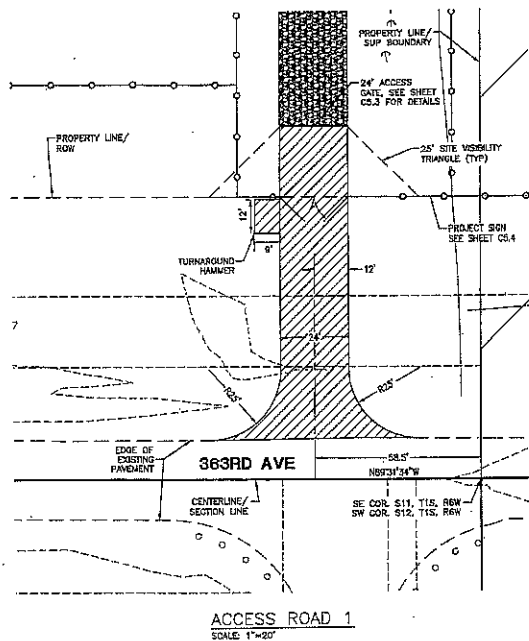 PROPERTY LINE/
SUP BOUNDARY
24' ACCESS
GATE, SEE SHEET
C5.3 FOR DETAILS
PROPERTY LINE/
ROW
25' SITE VISIBILITY
TRIANGLE (TYP)
12'
9'
TURNAROUND
HAMMER
PROJECT SIGN
SEE SHEET C5.4
12'
7
24'
R25'
R25'
EDGE OF
EXISTING
PAVEMENT
363RD AVE
58.5'
N89°31'34"W
CENTERLINE/
SECTION LINE
SE COR. S11, T1S, R6W
SW COR. S12, T1S, R6W
ACCESS ROAD 1
SCALE: 1"=20'